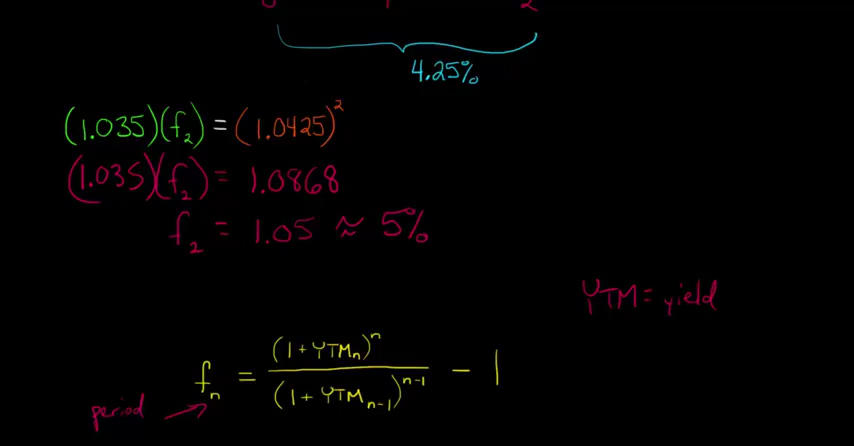 2
4.25%
(1.035)(f₂) = (1.0425)²
(1.035)(f₂) = 1.0868
f₂ = 1.05 ≈ 5%
YTM = yield
fₙ = (1 + YTMₙ)ⁿ / (1 + YTMₙ₋₁)ⁿ⁻¹ − 1
period